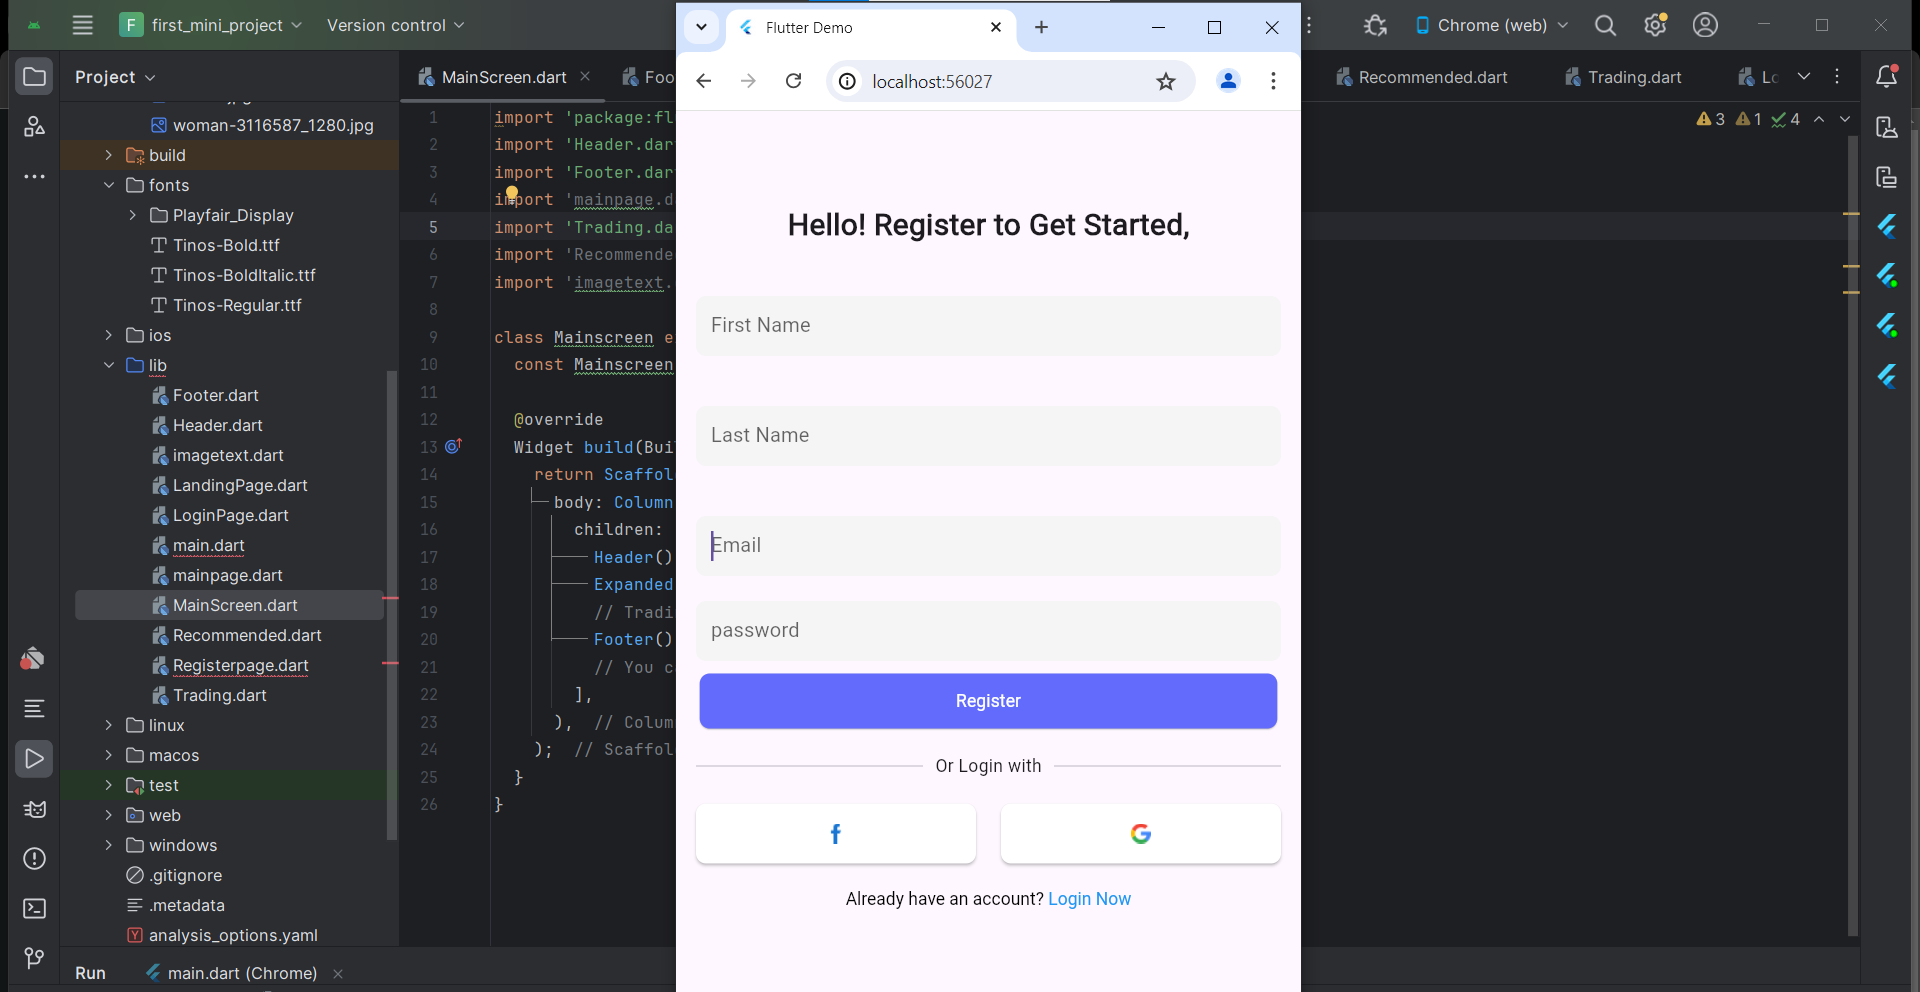 first_mini_project
Version control
Chrome (web)
Project
woman-3116587_1280.jpg
build
fonts
Playfair_Display
Tinos-Bold.ttf
Tinos-BoldItalic.ttf
Tinos-Regular.ttf
ios
lib
Footer.dart
Header.dart
imagetext.dart
LandingPage.dart
LoginPage.dart
main.dart
mainpage.dart
MainScreen.dart
Recommended.dart
Registerpage.dart
Trading.dart
linux
macos
test
web
windows
.gitignore
.metadata
analysis_options.yaml
Run
main.dart (Chrome)
MainScreen.dart
Foo
Recommended.dart
Trading.dart
Lo
3 1 4
1 import 'package:fl
2 import 'Header.dar
3 import 'Footer.dar
4 import 'mainpage.d
5 import 'Trading.da
6 import 'Recommende
7 import 'imagetext.
8
9 class Mainscreen e
10 const Mainscreen
11
12 @override
13 Widget build(Bui
14 return Scaffol
15 body: Column
16 children:
17 Header()
18 Expanded
19 // Tradi
20 Footer()
21 // You c
22 ],
23 ), // Colum
24 ); // Scaffol
25 }
26 }
Flutter Demo
localhost:56027
Hello! Register to Get Started,
First Name
Last Name
Email
password
Register
Or Login with
Already have an account? Login Now